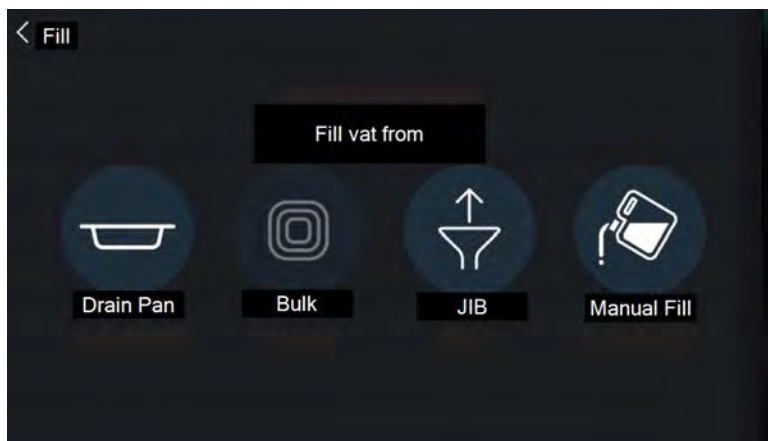 Fill
Fill vat from
Drain Pan
Bulk
JIB
Manual Fill